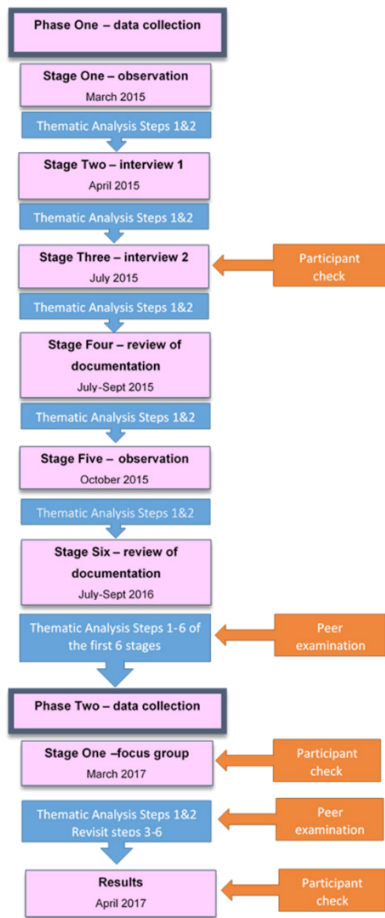 Phase One – data collection
Stage One – observation
March 2015
Thematic Analysis Steps 1&2
Stage Two – interview 1
April 2015
Thematic Analysis Steps 1&2
Stage Three – interview 2
July 2015
Participant
check
Thematic Analysis Steps 1&2
Stage Four – review of
documentation
July-Sept 2015
Thematic Analysis Steps 1&2
Stage Five – observation
October 2015
Thematic Analysis Steps 1&2
Stage Six – review of
documentation
July-Sept 2016
Thematic Analysis Steps 1-6 of
the first 6 stages
Peer
examination
Phase Two – data collection
Stage One –focus group
March 2017
Participant
check
Thematic Analysis Steps 1&2
Revisit steps 3-6
Peer
examination
Results
April 2017
Participant
check